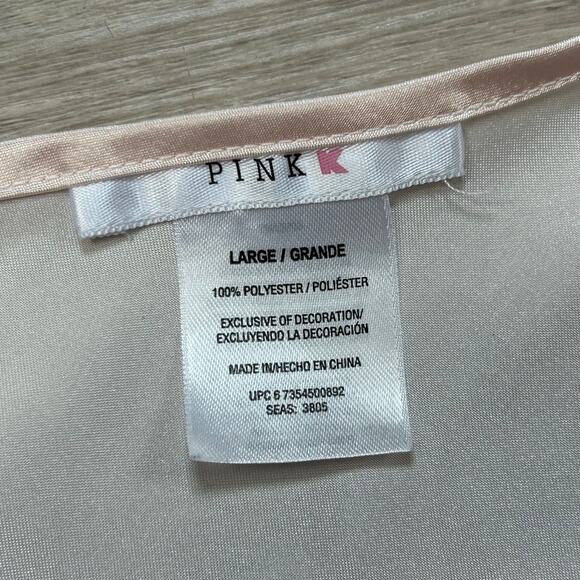 PINK K
LARGE / GRANDE
100% POLYESTER / POLIÉSTER
EXCLUSIVE OF DECORATION/
EXCLUYENDO LA DECORACIÓN
MADE IN/HECHO EN CHINA
UPC 6 7354500892
SEAS: 3805